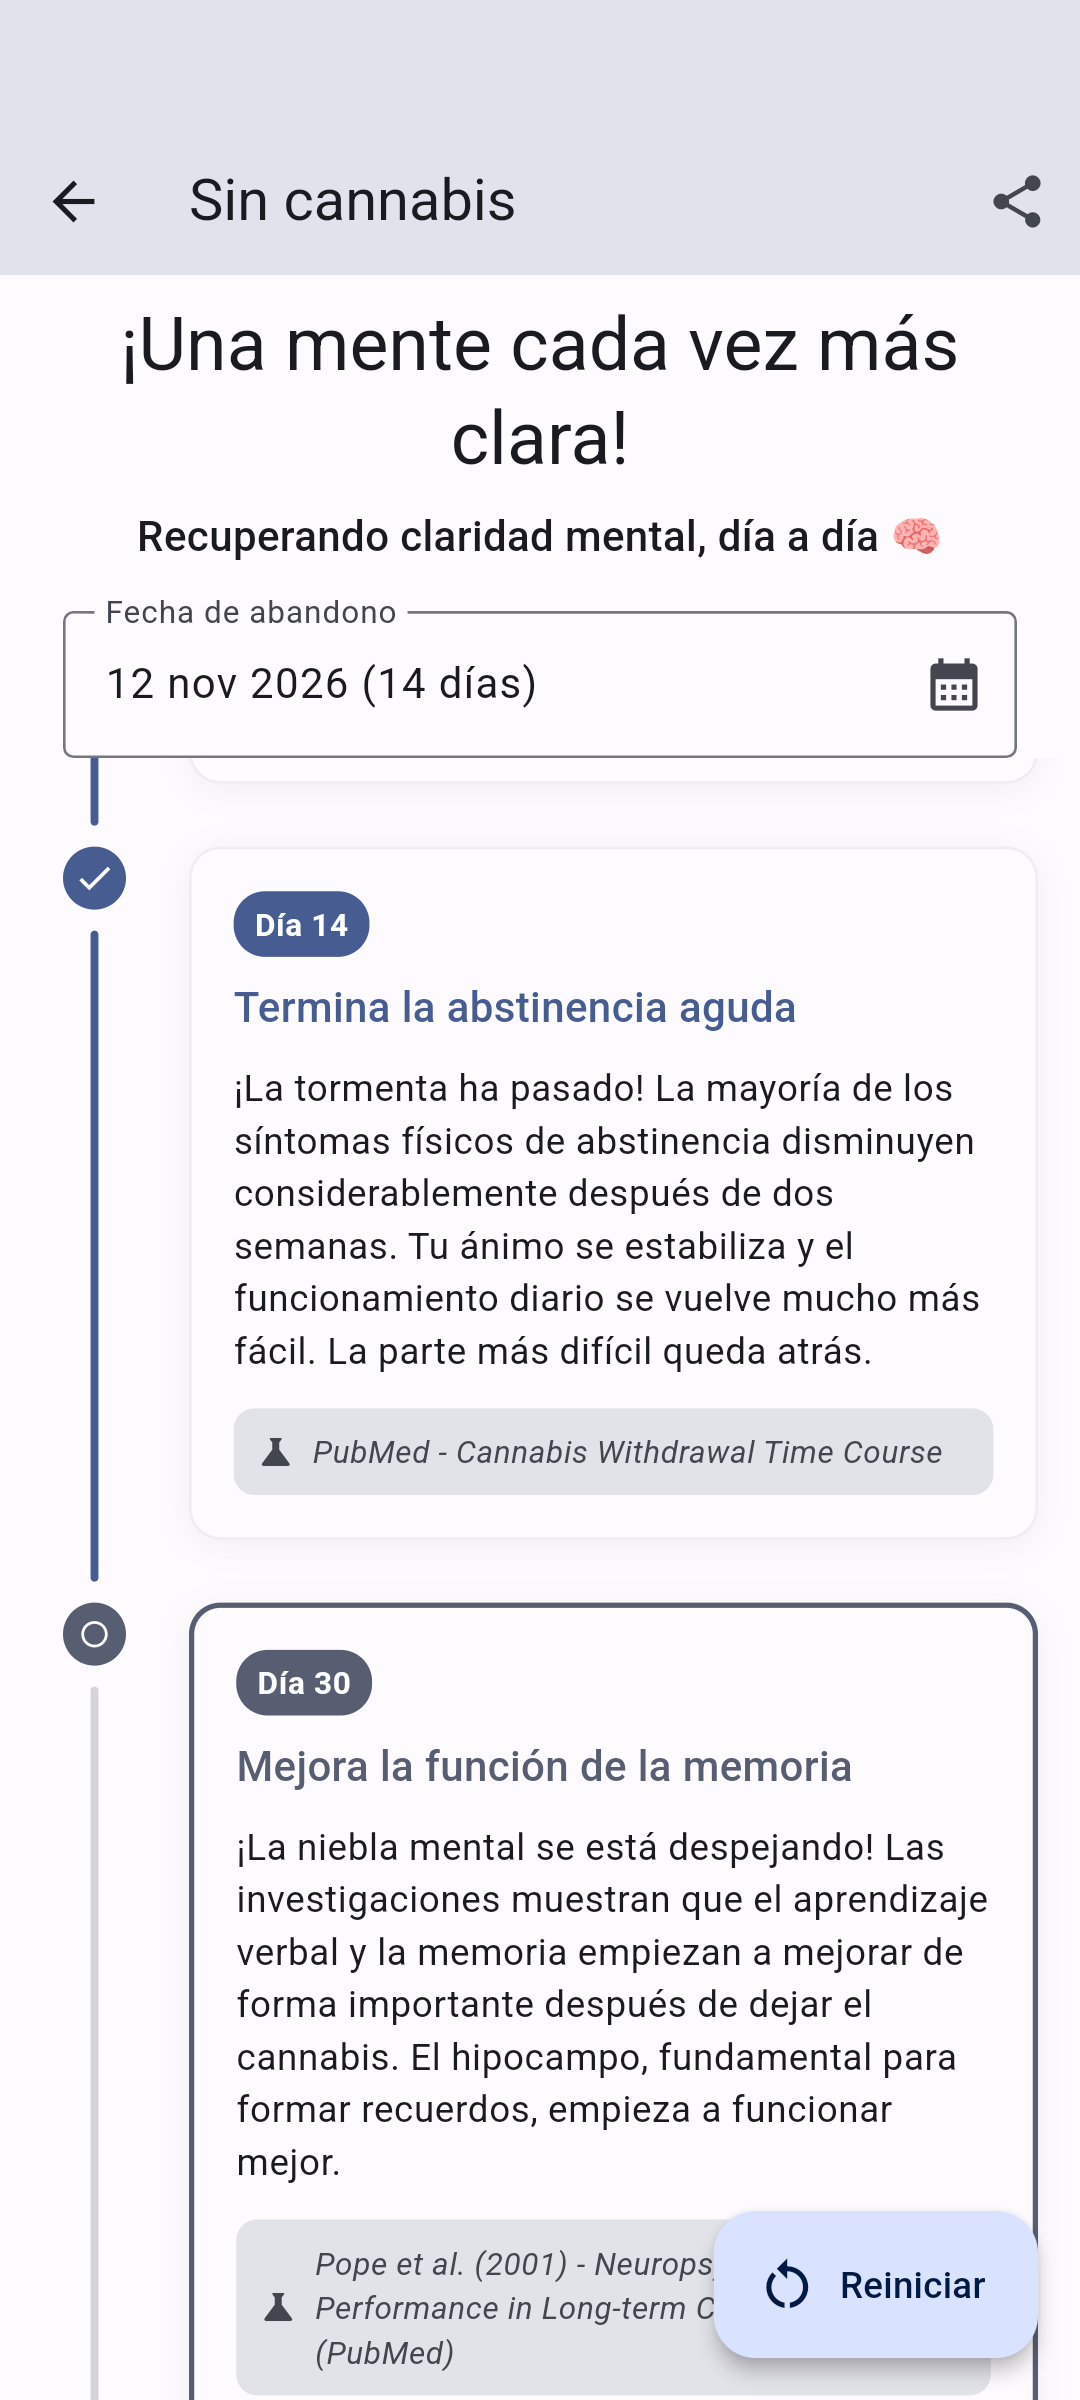 Sin cannabis
¡Una mente cada vez más
clara!
Recuperando claridad mental, día a día
Fecha de abandono
12 nov 2026 (14 días)
Día 14
Termina la abstinencia aguda
¡La tormenta ha pasado! La mayoría de los
síntomas físicos de abstinencia disminuyen
considerablemente después de dos
semanas. Tu ánimo se estabiliza y el
funcionamiento diario se vuelve mucho más
fácil. La parte más difícil queda atrás.
PubMed - Cannabis Withdrawal Time Course
Día 30
Mejora la función de la memoria
¡La niebla mental se está despejando! Las
investigaciones muestran que el aprendizaje
verbal y la memoria empiezan a mejorar de
forma importante después de dejar el
cannabis. El hipocampo, fundamental para
formar recuerdos, empieza a funcionar
mejor.
Pope et al. (2001) -
Performance in Long-term
(PubMed)
Reiniciar